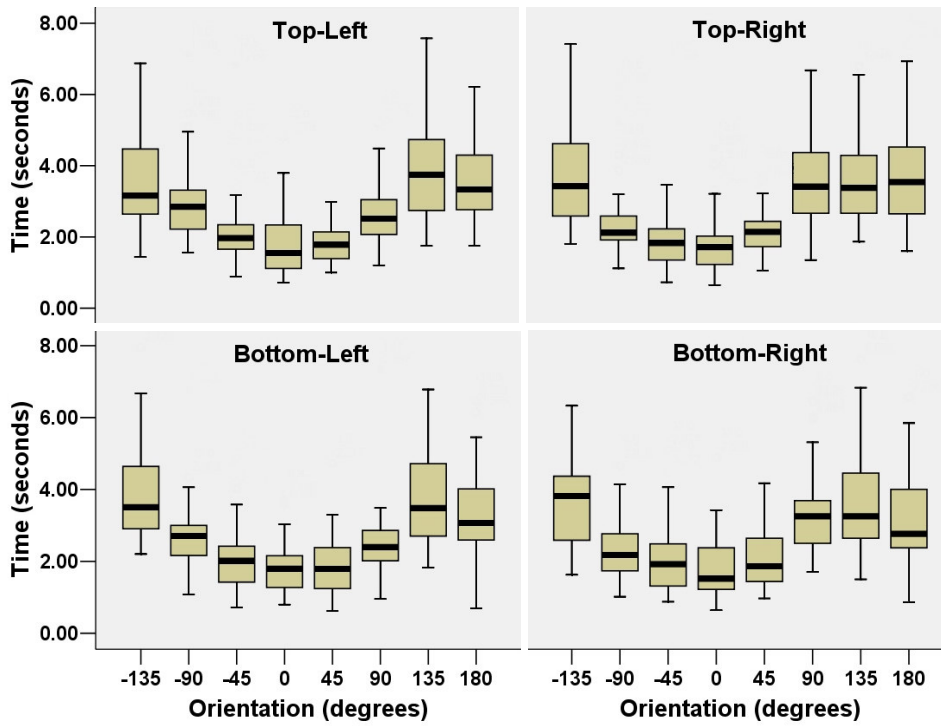 8.00
Top-Left
Top-Right
6.00
4.00
2.00
0.00
Time (seconds)
8.00
Bottom-Left
Bottom-Right
6.00
4.00
2.00
0.00
Time (seconds)
-135 -90 -45 0 45 90 135 180
-135 -90 -45 0 45 90 135 180
Orientation (degrees)
Orientation (degrees)